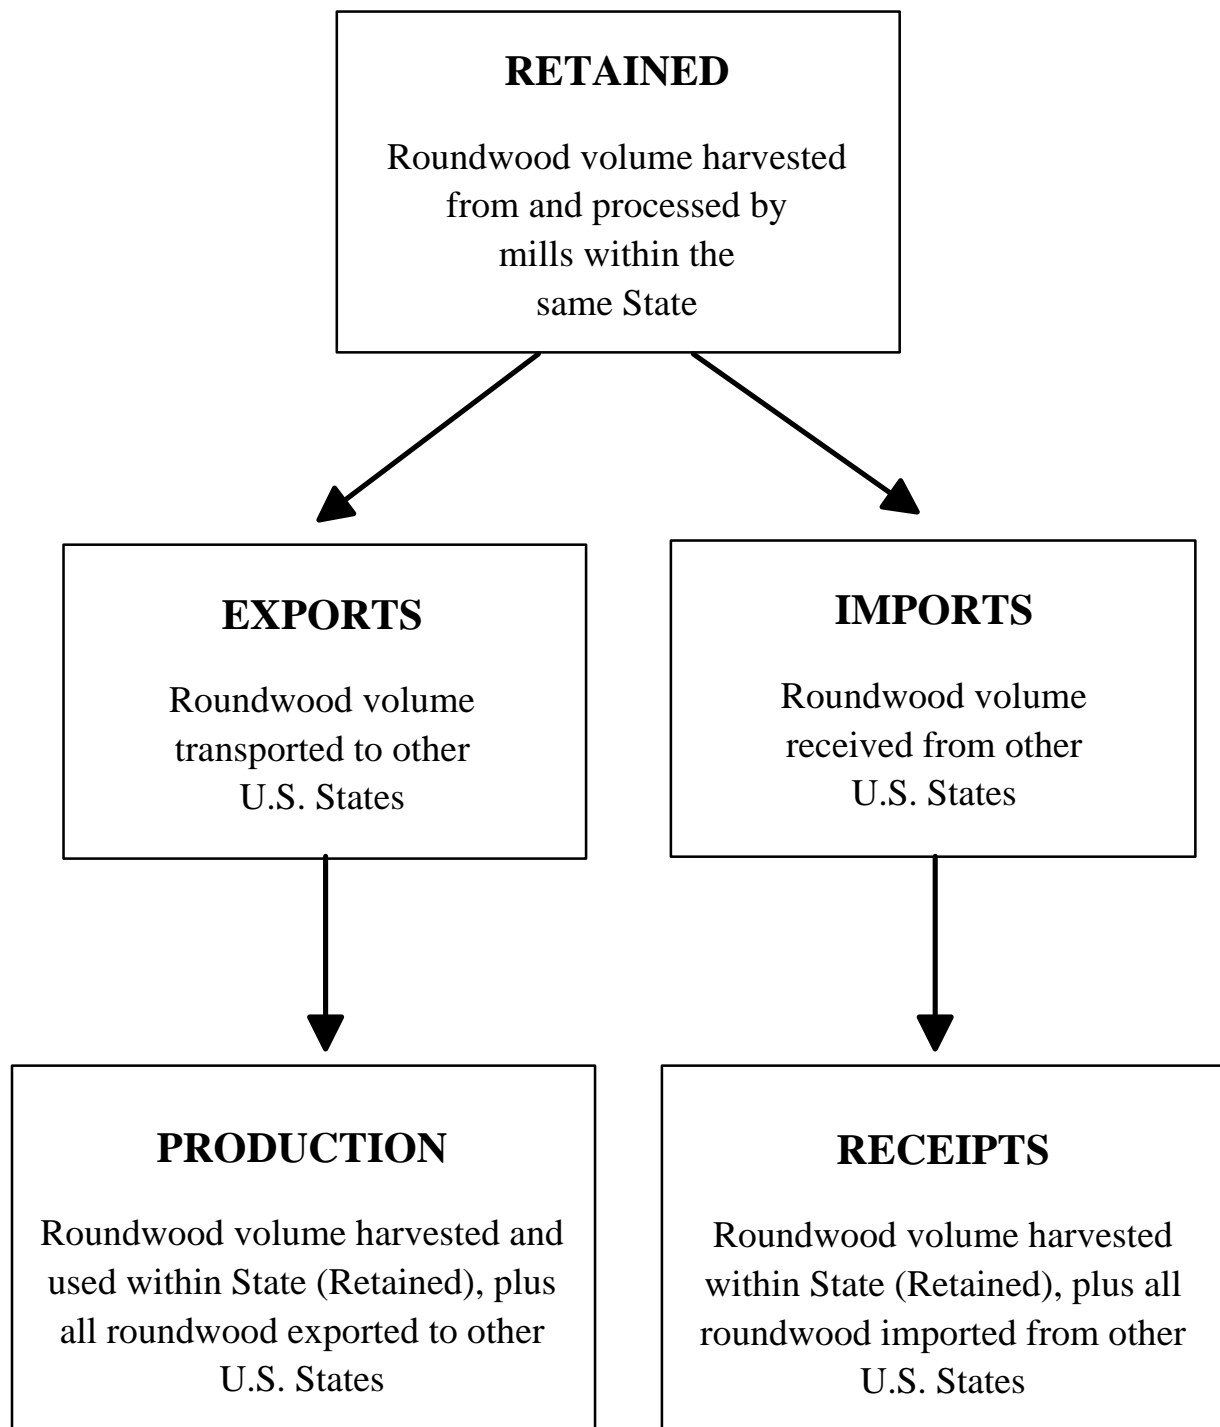 RETAINED
Roundwood volume harvested
from and processed by
mills within the
same State
EXPORTS
Roundwood volume
transported to other
U.S. States
IMPORTS
Roundwood volume
received from other
U.S. States
PRODUCTION
Roundwood volume harvested and
used within State (Retained), plus
all roundwood exported to other
U.S. States
RECEIPTS
Roundwood volume harvested
within State (Retained), plus all
roundwood imported from other
U.S. States